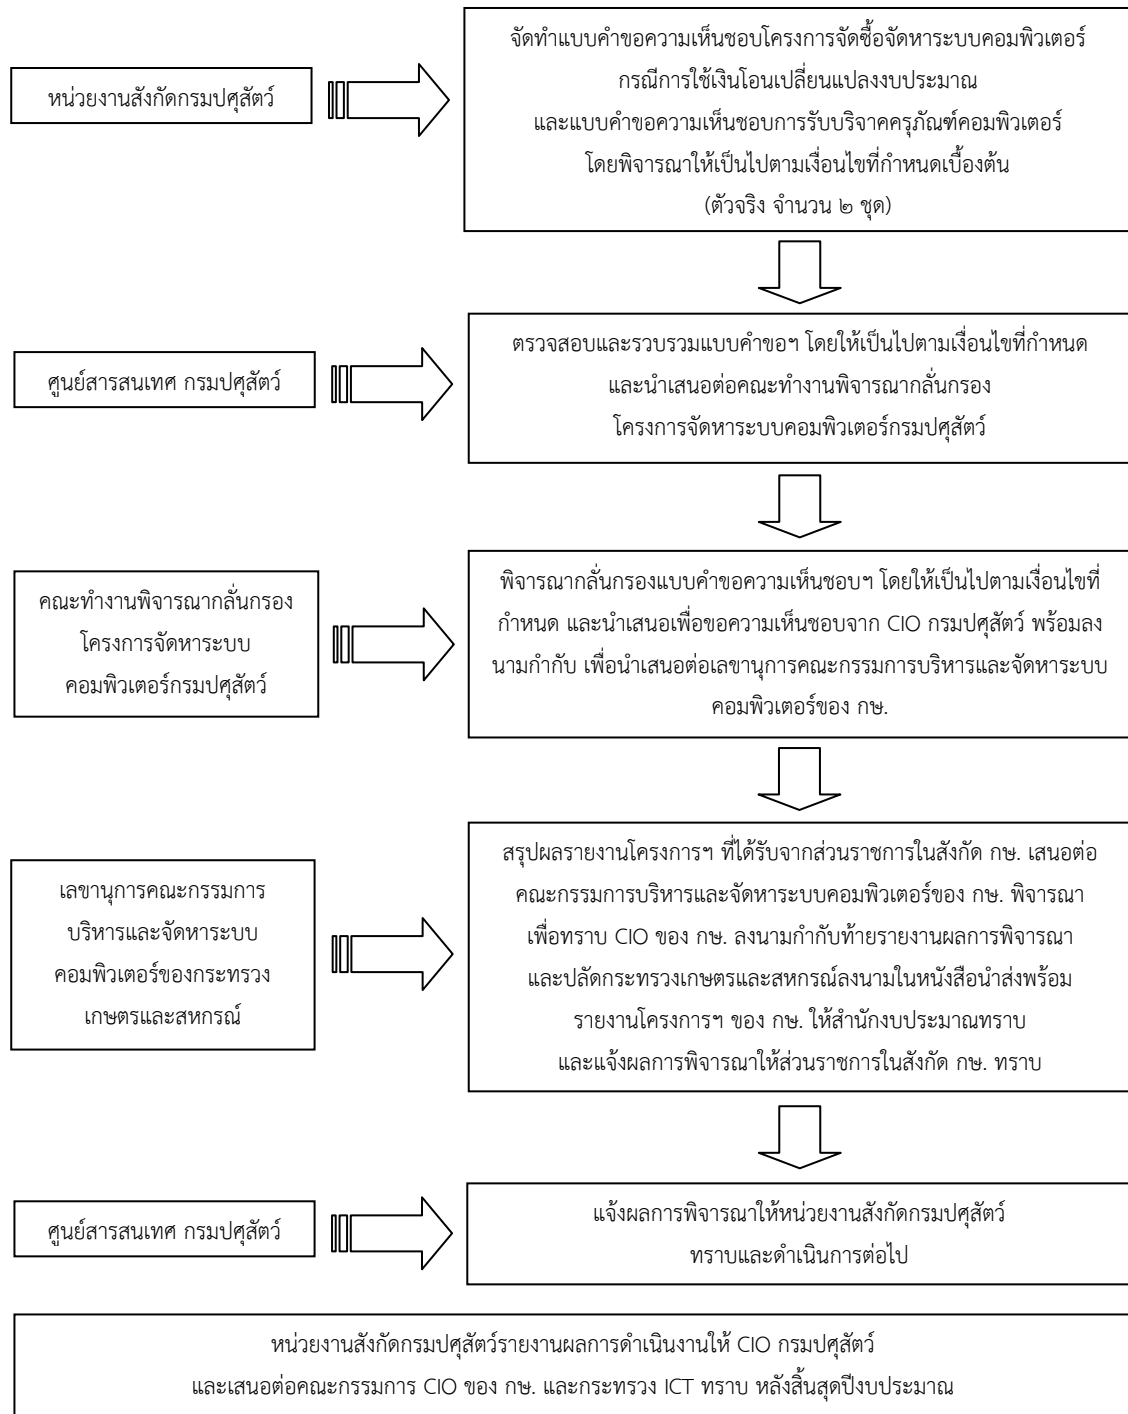 หน่วยงานสังกัดกรมปศุสัตว์
จัดทำแบบคำขอความเห็นชอบโครงการจัดซื้อจัดหาระบบคอมพิวเตอร์
กรณีการใช้เงินโอนเปลี่ยนแปลงงบประมาณ
และแบบคำขอความเห็นชอบการรับบริจาคครุภัณฑ์คอมพิวเตอร์
โดยพิจารณาให้เป็นไปตามเงื่อนไขที่กำหนดเบื้องต้น
(ตัวจริง จำนวน ๒ ชุด)
ศูนย์สารสนเทศ กรมปศุสัตว์
ตรวจสอบและรวบรวมแบบคำขอฯ โดยให้เป็นไปตามเงื่อนไขที่กำหนด
และนำเสนอต่อคณะทำงานพิจารณากลั่นกรอง
โครงการจัดหาระบบคอมพิวเตอร์กรมปศุสัตว์
คณะทำงานพิจารณากลั่นกรอง
โครงการจัดหาระบบ
คอมพิวเตอร์กรมปศุสัตว์
พิจารณากลั่นกรองแบบคำขอความเห็นชอบฯ โดยให้เป็นไปตามเงื่อนไขที่
กำหนด และนำเสนอเพื่อขอความเห็นชอบจาก CIO กรมปศุสัตว์ พร้อมลง
นามกำกับ เพื่อนำเสนอต่อเลขานุการคณะกรรมการบริหารและจัดหาระบบ
คอมพิวเตอร์ของ กษ.
เลขานุการคณะกรรมการ
บริหารและจัดหาระบบ
คอมพิวเตอร์ของกระทรวง
เกษตรและสหกรณ์
สรุปผลรายงานโครงการฯ ที่ได้รับจากส่วนราชการในสังกัด กษ. เสนอต่อ
คณะกรรมการบริหารและจัดหาระบบคอมพิวเตอร์ของ กษ. พิจารณา
เพื่อทราบ CIO ของ กษ. ลงนามกำกับท้ายรายงานผลการพิจารณา
และปลัดกระทรวงเกษตรและสหกรณ์ลงนามในหนังสือนำส่งพร้อม
รายงานโครงการฯ ของ กษ. ให้สำนักงบประมาณทราบ
และแจ้งผลการพิจารณาให้ส่วนราชการในสังกัด กษ. ทราบ
ศูนย์สารสนเทศ กรมปศุสัตว์
แจ้งผลการพิจารณาให้หน่วยงานสังกัดกรมปศุสัตว์
ทราบและดำเนินการต่อไป
หน่วยงานสังกัดกรมปศุสัตว์รายงานผลการดำเนินงานให้ CIO กรมปศุสัตว์
และเสนอต่อคณะกรรมการ CIO ของ กษ. และกระทรวง ICT ทราบ หลังสิ้นสุดปีงบประมาณ